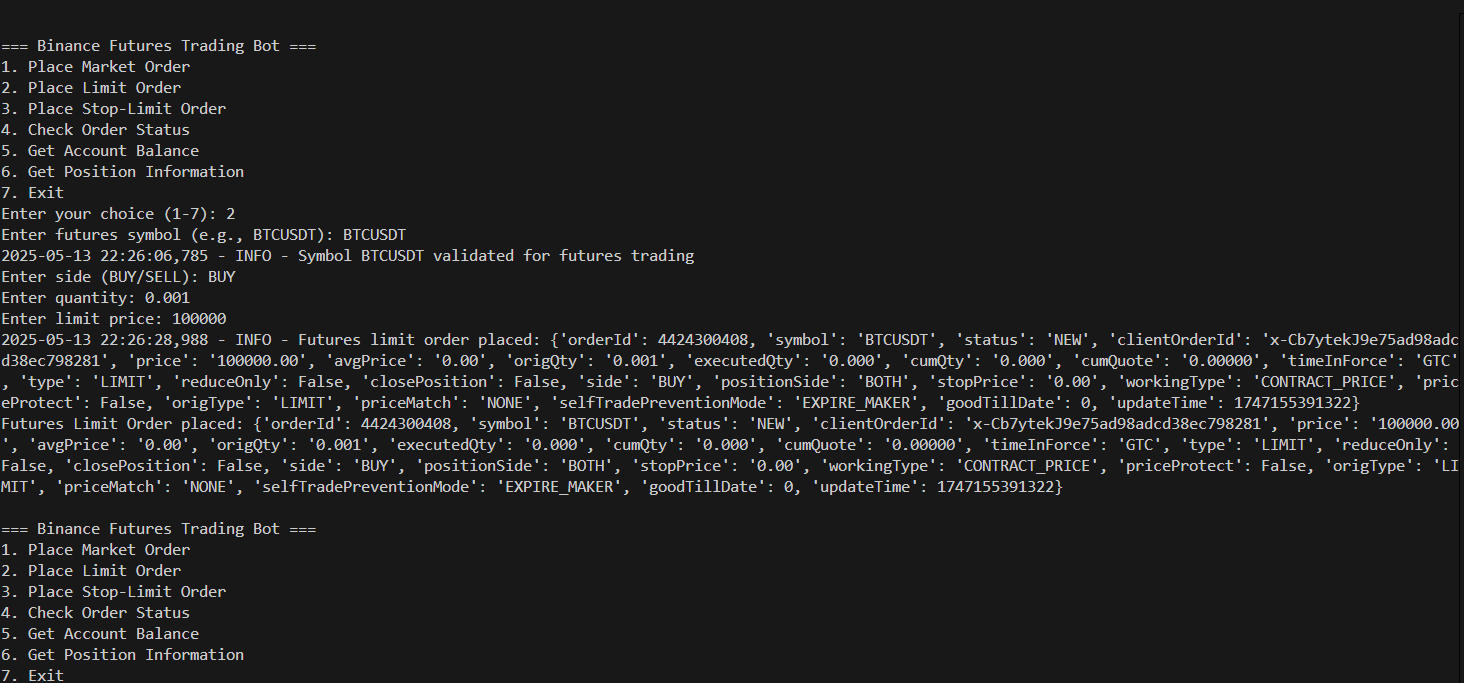 === Binance Futures Trading Bot ===
1. Place Market Order
2. Place Limit Order
3. Place Stop-Limit Order
4. Check Order Status
5. Get Account Balance
6. Get Position Information
7. Exit
Enter your choice (1-7): 2
Enter futures symbol (e.g., BTCUSDT): BTCUSDT
2025-05-13 22:26:06,785 - INFO - Symbol BTCUSDT validated for futures trading
Enter side (BUY/SELL): BUY
Enter quantity: 0.001
Enter limit price: 100000
2025-05-13 22:26:28,988 - INFO - Futures limit order placed: {'orderId': 4424300408, 'symbol': 'BTCUSDT', 'status': 'NEW', 'clientOrderId': 'x-Cb7ytekJ9e75ad98adc
d38ec798281', 'price': '100000.00', 'avgPrice': '0.00', 'origQty': '0.001', 'executedQty': '0.000', 'cumQty': '0.000', 'cumQuote': '0.00000', 'timeInForce': 'GTC'
, 'type': 'LIMIT', 'reduceOnly': False, 'closePosition': False, 'side': 'BUY', 'positionSide': 'BOTH', 'stopPrice': '0.00', 'workingType': 'CONTRACT_PRICE', 'pric
eProtect': False, 'origType': 'LIMIT', 'priceMatch': 'NONE', 'selfTradePreventionMode': 'EXPIRE_MAKER', 'goodTillDate': 0, 'updateTime': 1747155391322}
Futures Limit Order placed: {'orderId': 4424300408, 'symbol': 'BTCUSDT', 'status': 'NEW', 'clientOrderId': 'x-Cb7ytekJ9e75ad98adcd38ec798281', 'price': '100000.00
', 'avgPrice': '0.00', 'origQty': '0.001', 'executedQty': '0.000', 'cumQty': '0.000', 'cumQuote': '0.00000', 'timeInForce': 'GTC', 'type': 'LIMIT', 'reduceOnly':
False, 'closePosition': False, 'side': 'BUY', 'positionSide': 'BOTH', 'stopPrice': '0.00', 'workingType': 'CONTRACT_PRICE', 'priceProtect': False, 'origType': 'LI
MIT', 'priceMatch': 'NONE', 'selfTradePreventionMode': 'EXPIRE_MAKER', 'goodTillDate': 0, 'updateTime': 1747155391322}
=== Binance Futures Trading Bot ===
1. Place Market Order
2. Place Limit Order
3. Place Stop-Limit Order
4. Check Order Status
5. Get Account Balance
6. Get Position Information
7. Exit